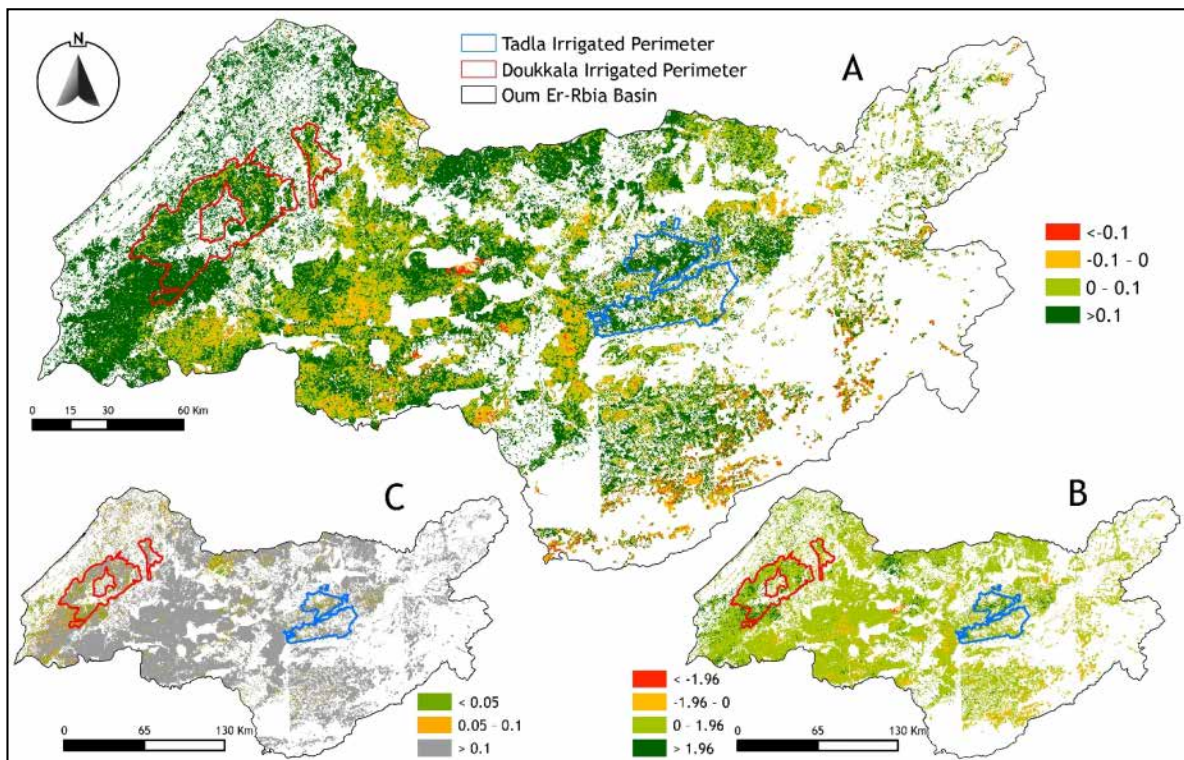 N
Tadla Irrigated Perimeter
Doukkala Irrigated Perimeter
Oum Er-Rbia Basin
A
<-0.1
-0.1 - 0
0 - 0.1
>0.1
0 15 30 60 Km
C
B
< 0.05
0.05 - 0.1
> 0.1
0 65 130 Km
< -1.96
-1.96 - 0
0 - 1.96
> 1.96
0 65 130 Km